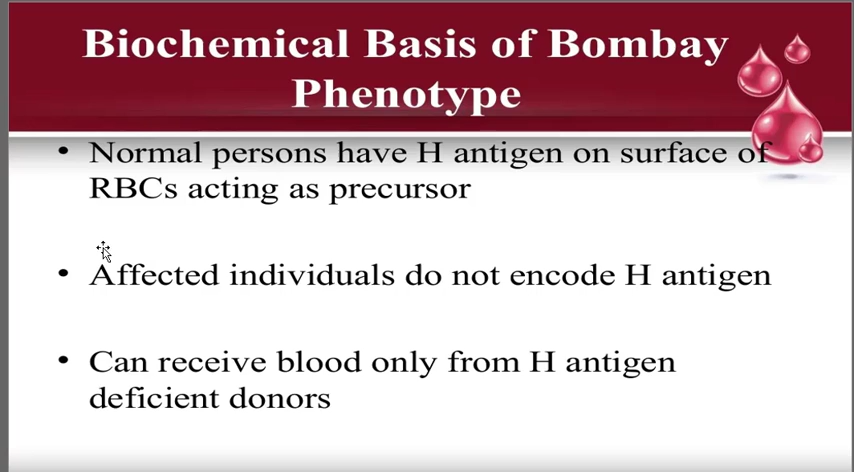 Biochemical Basis of Bombay
Phenotype
• Normal persons have H antigen on surface of
RBCs acting as precursor
• Affected individuals do not encode H antigen
• Can receive blood only from H antigen
deficient donors